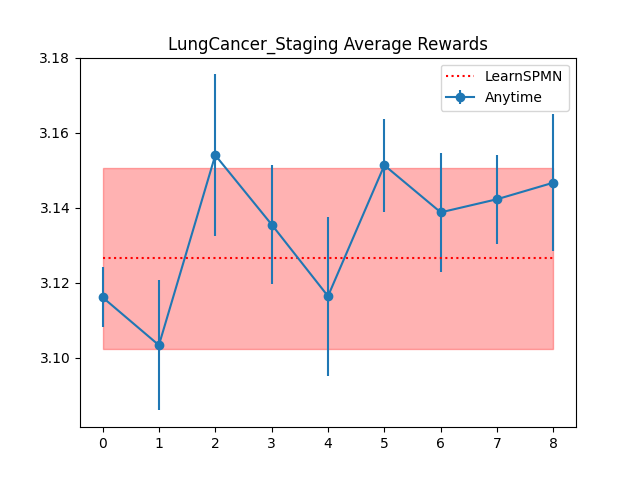 LungCancer_Staging Average Rewards
LearnSPMN
Anytime
3.18
3.16
3.14
3.12
3.10
0 1 2 3 4 5 6 7 8